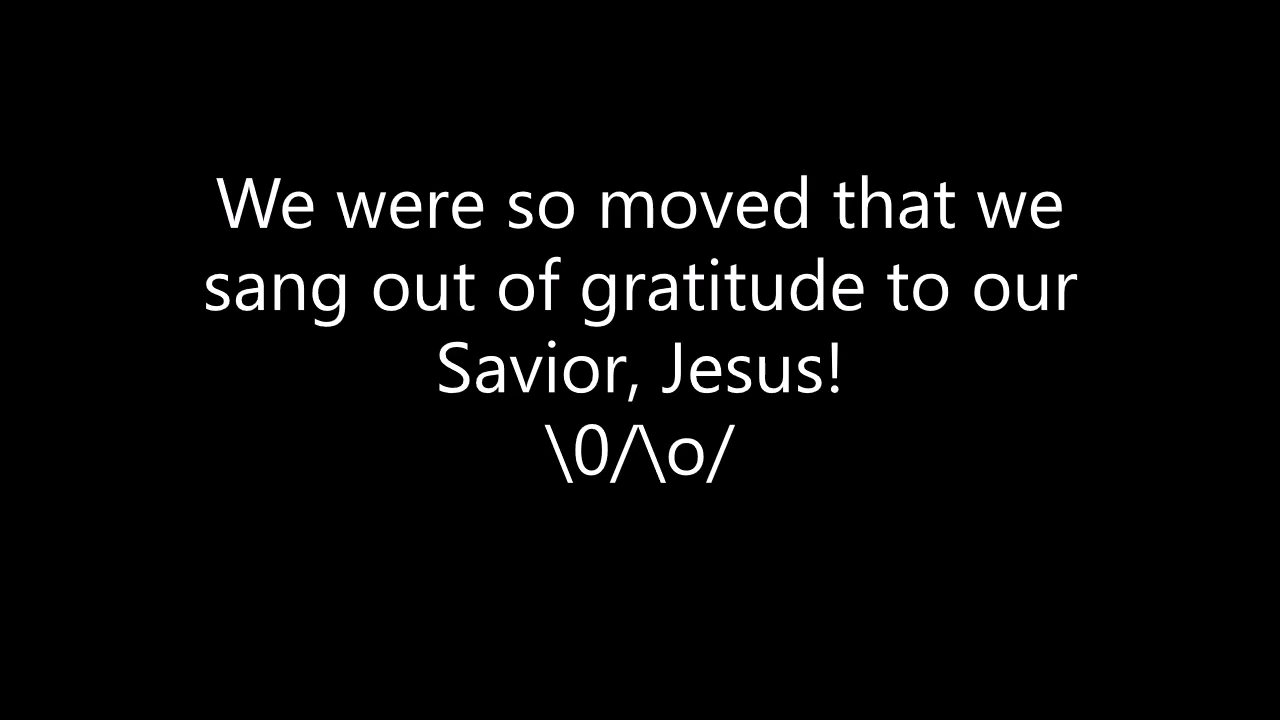 We were so moved that we
sang out of gratitude to our
Savior, Jesus!
\0/\o/